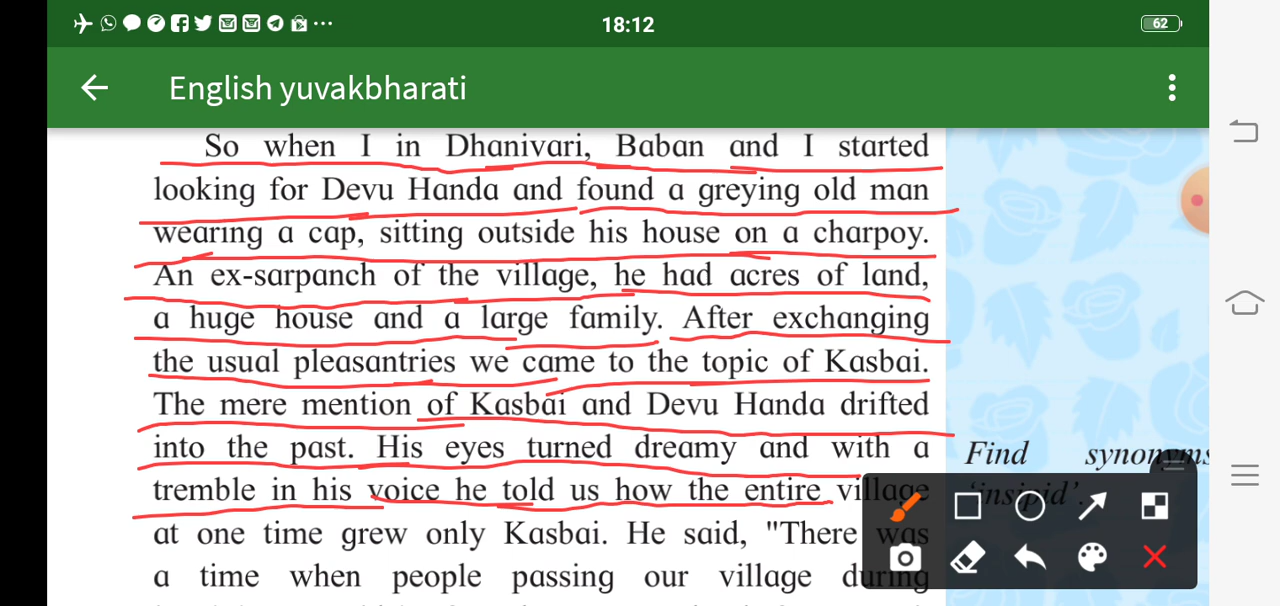 18:12
62
English yuvakbharati
So when I in Dhanivari, Baban and I started
looking for Devu Handa and found a greying old man
wearing a cap, sitting outside his house on a charpoy.
An ex-sarpanch of the village, he had acres of land,
a huge house and a large family. After exchanging
the usual pleasantries we came to the topic of Kasbai.
The mere mention of Kasbai and Devu Handa drifted
into the past. His eyes turned dreamy and with a
Find synonyms
tremble in his voice he told us how the entire village
'insipid'.
at one time grew only Kasbai. He said, "There was
a time when people passing our village during